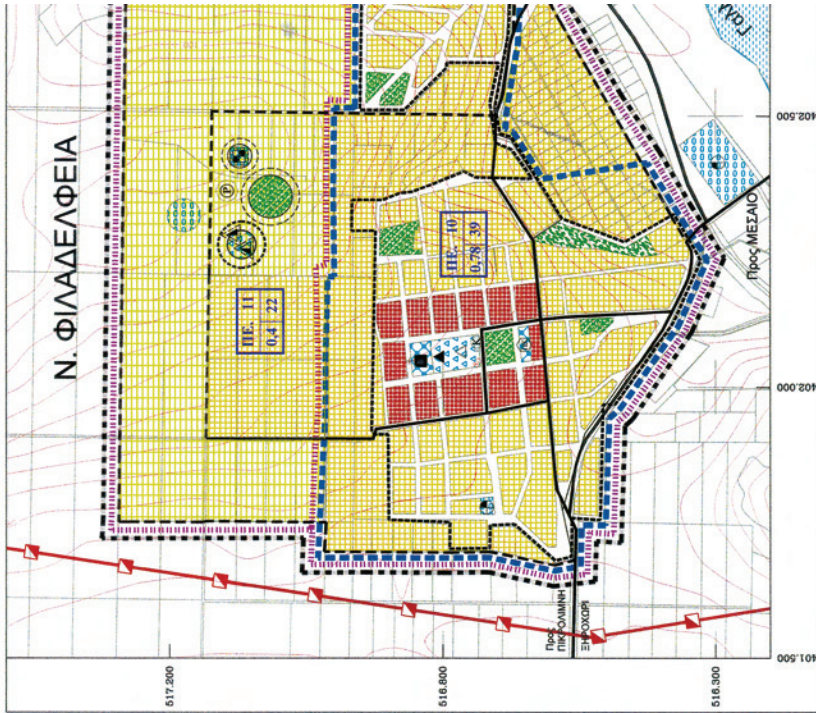 Ν. ΦΙΛΑΔΕΛΦΕΙΑ
Γαλλ
402.500
Ρ
ΠΕ. 10
0,78 39
Προς ΜΕΣΑΙΟ
ΠΕ. 11
0,4 22
Κ
402.000
Προς
ΠΙΚΡΟΛΙΜΝΗ
ΞΗΡΟΧΩΡΙ
401.500
517.200
516.800
516.300